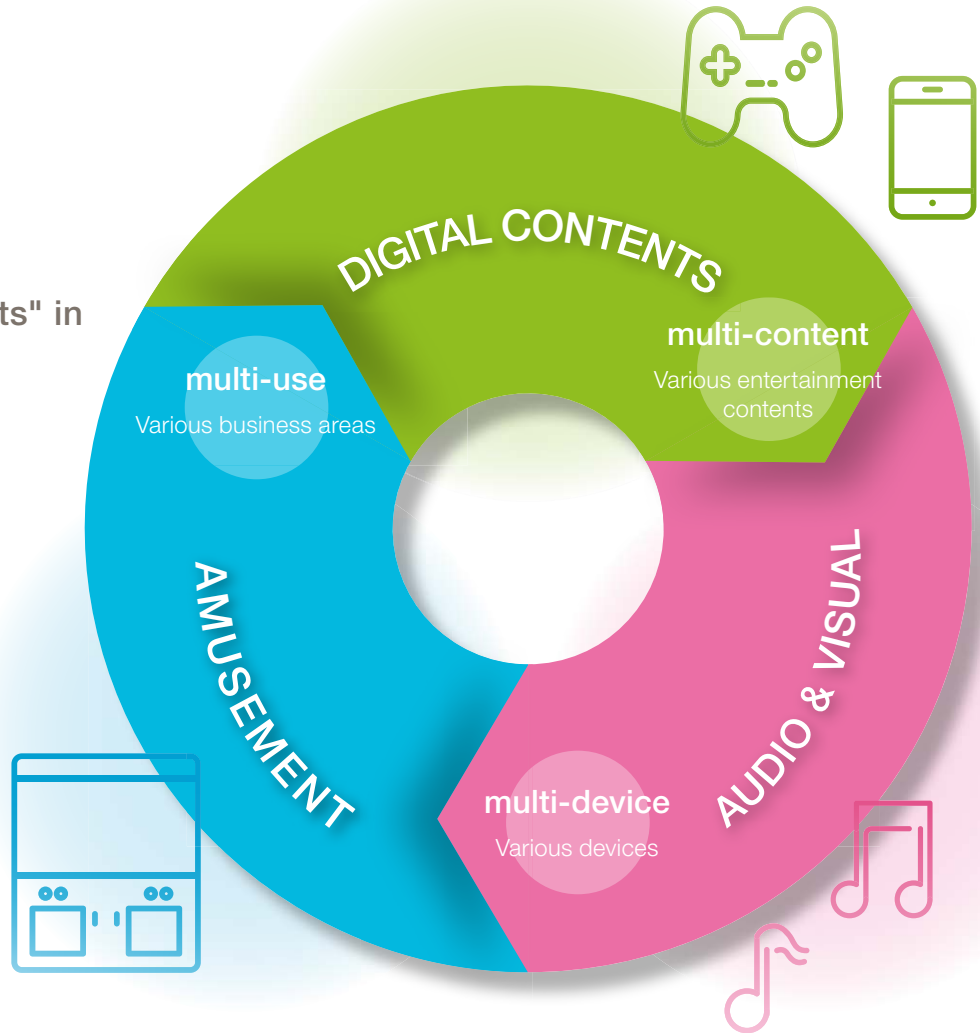 DIGITAL CONTENTS
ts" in
multi-content
Various entertainment
contents
multi-use
Various business areas
AUDIO & VISUAL
AMUSEMENT
multi-device
Various devices